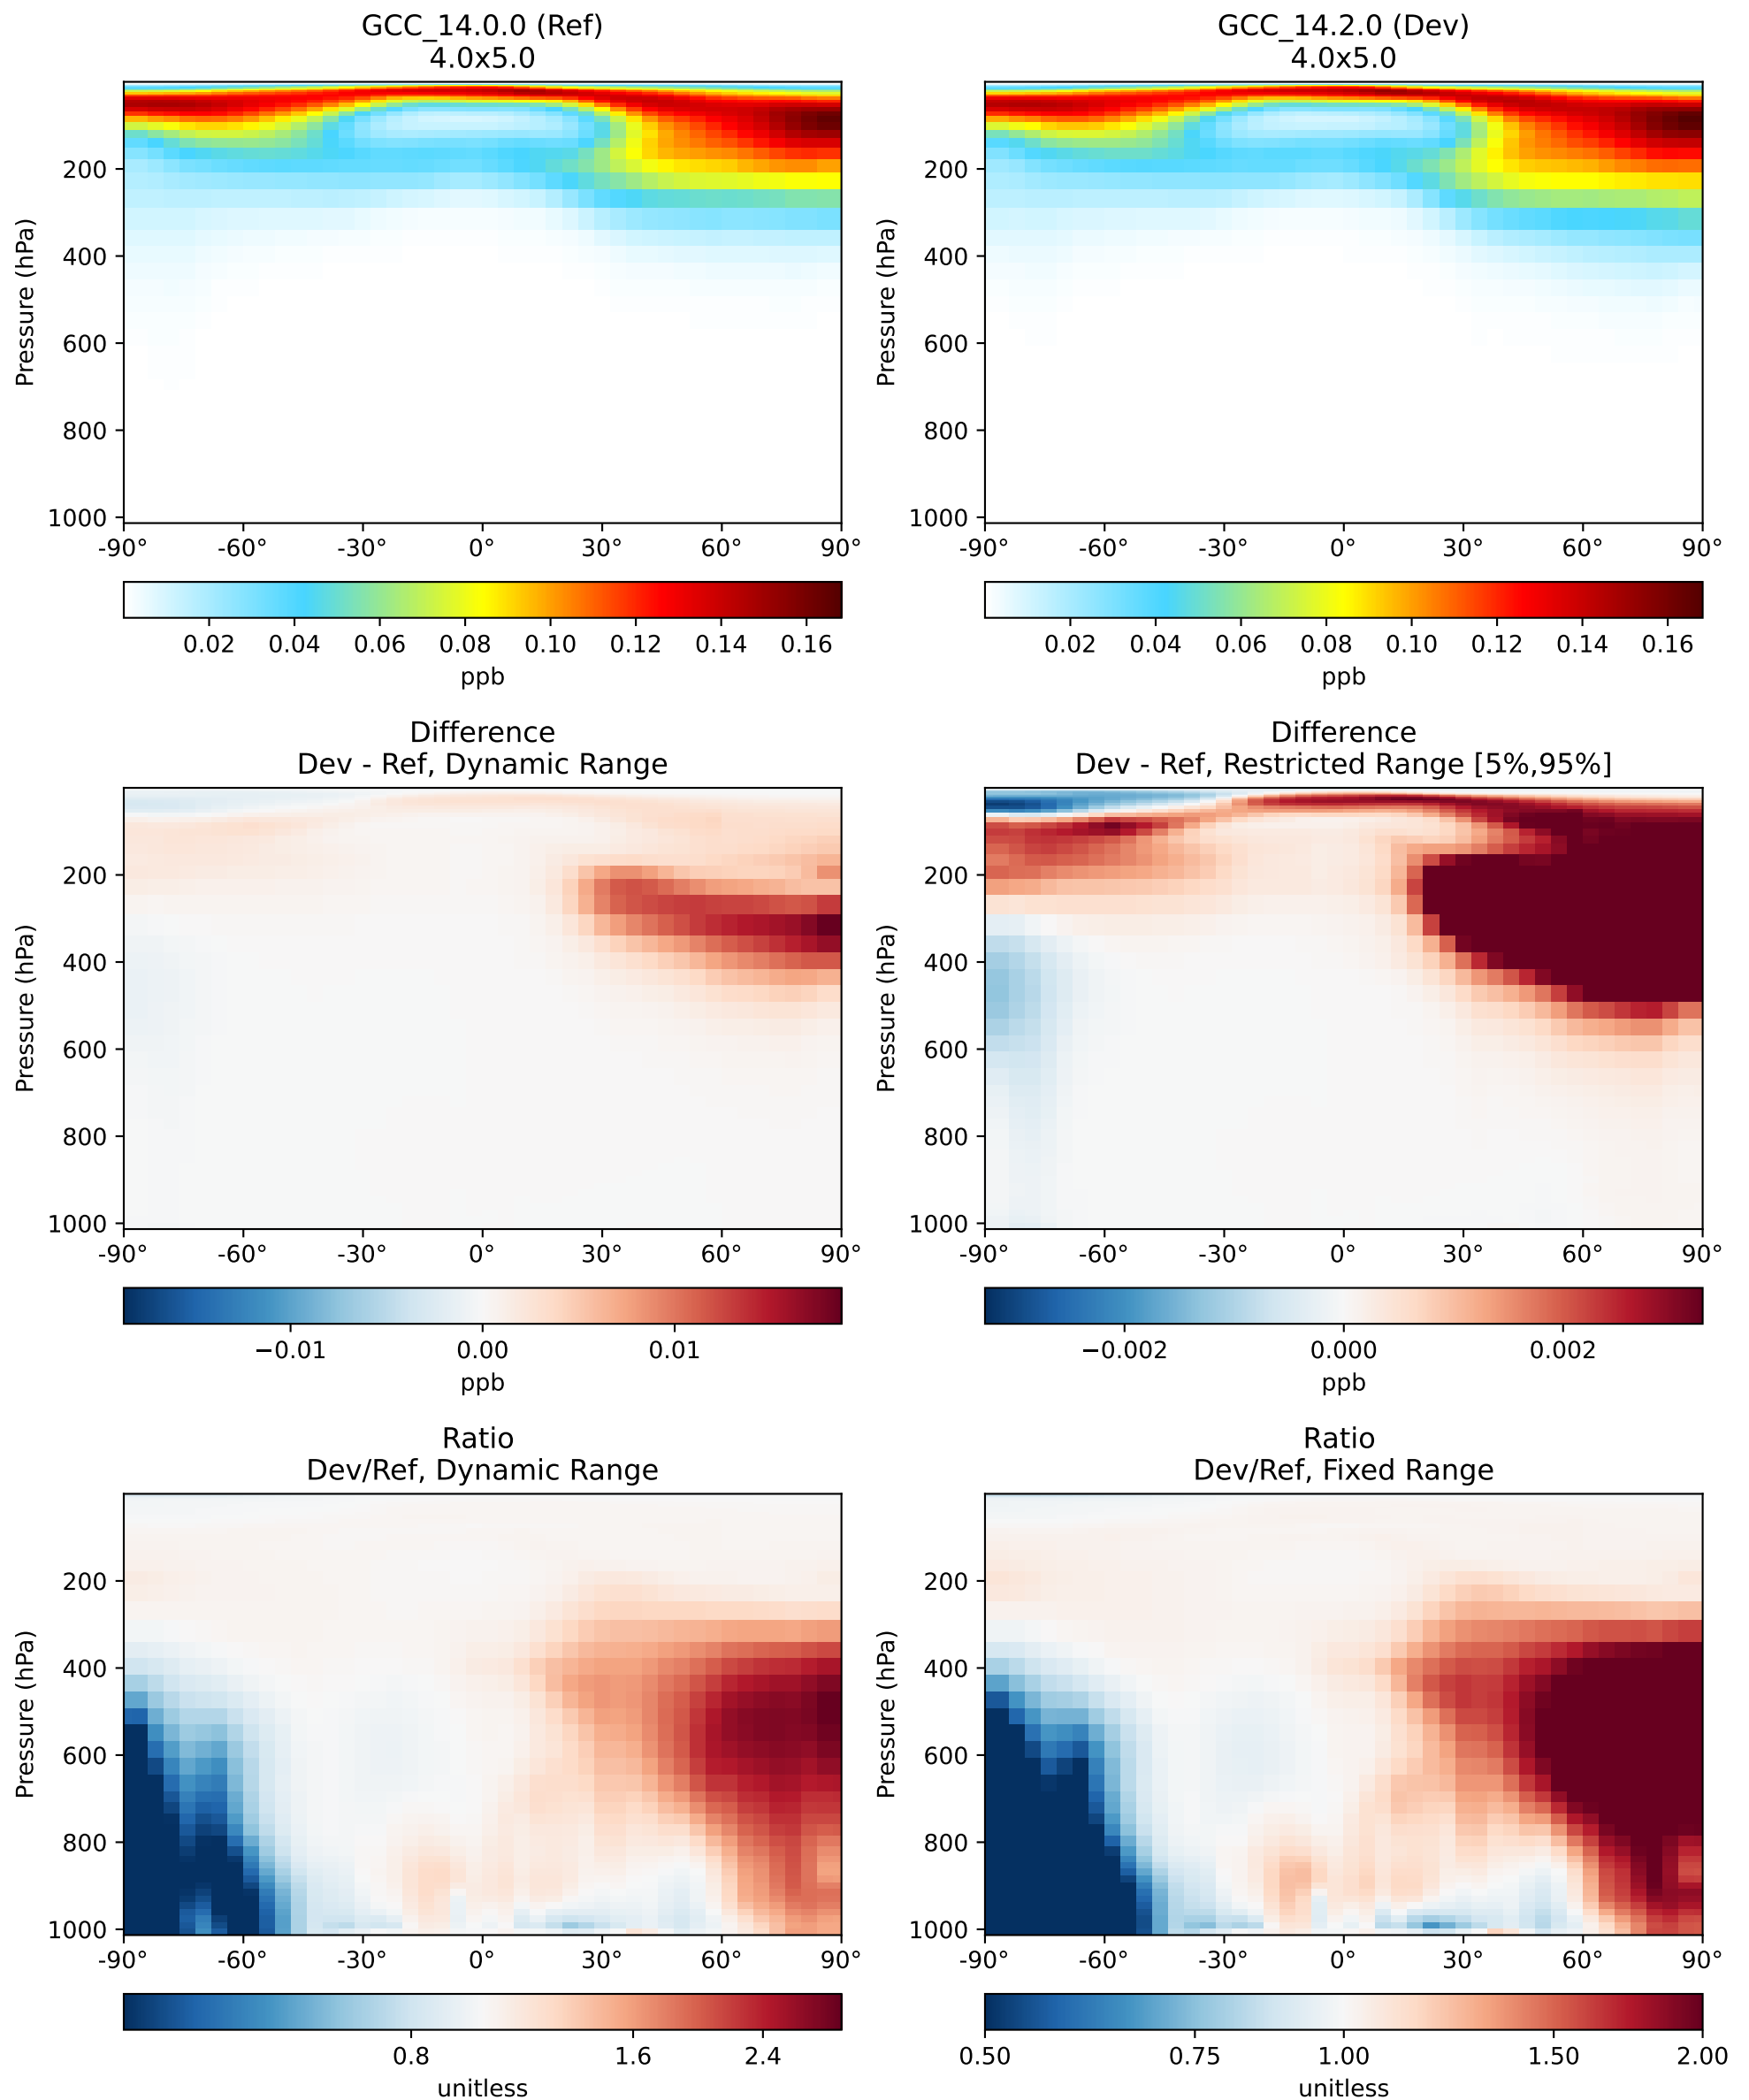 GCC_14.0.0 (Ref)
4.0x5.0
Pressure (hPa)
200
400
600
800
1000
-90° -60° -30° 0° 30° 60° 90°
0.02 0.04 0.06 0.08 0.10 0.12 0.14 0.16
ppb
GCC_14.2.0 (Dev)
4.0x5.0
Pressure (hPa)
200
400
600
800
1000
-90° -60° -30° 0° 30° 60° 90°
0.02 0.04 0.06 0.08 0.10 0.12 0.14 0.16
ppb
Difference
Dev - Ref, Dynamic Range
Pressure (hPa)
200
400
600
800
1000
-90° -60° -30° 0° 30° 60° 90°
−0.01 0.00 0.01
ppb
Difference
Dev - Ref, Restricted Range [5%,95%]
Pressure (hPa)
200
400
600
800
1000
-90° -60° -30° 0° 30° 60° 90°
−0.002 0.000 0.002
ppb
Ratio
Dev/Ref, Dynamic Range
Pressure (hPa)
200
400
600
800
1000
-90° -60° -30° 0° 30° 60° 90°
0.8 1.6 2.4
unitless
Ratio
Dev/Ref, Fixed Range
Pressure (hPa)
200
400
600
800
1000
-90° -60° -30° 0° 30° 60° 90°
0.50 0.75 1.00 1.50 2.00
unitless